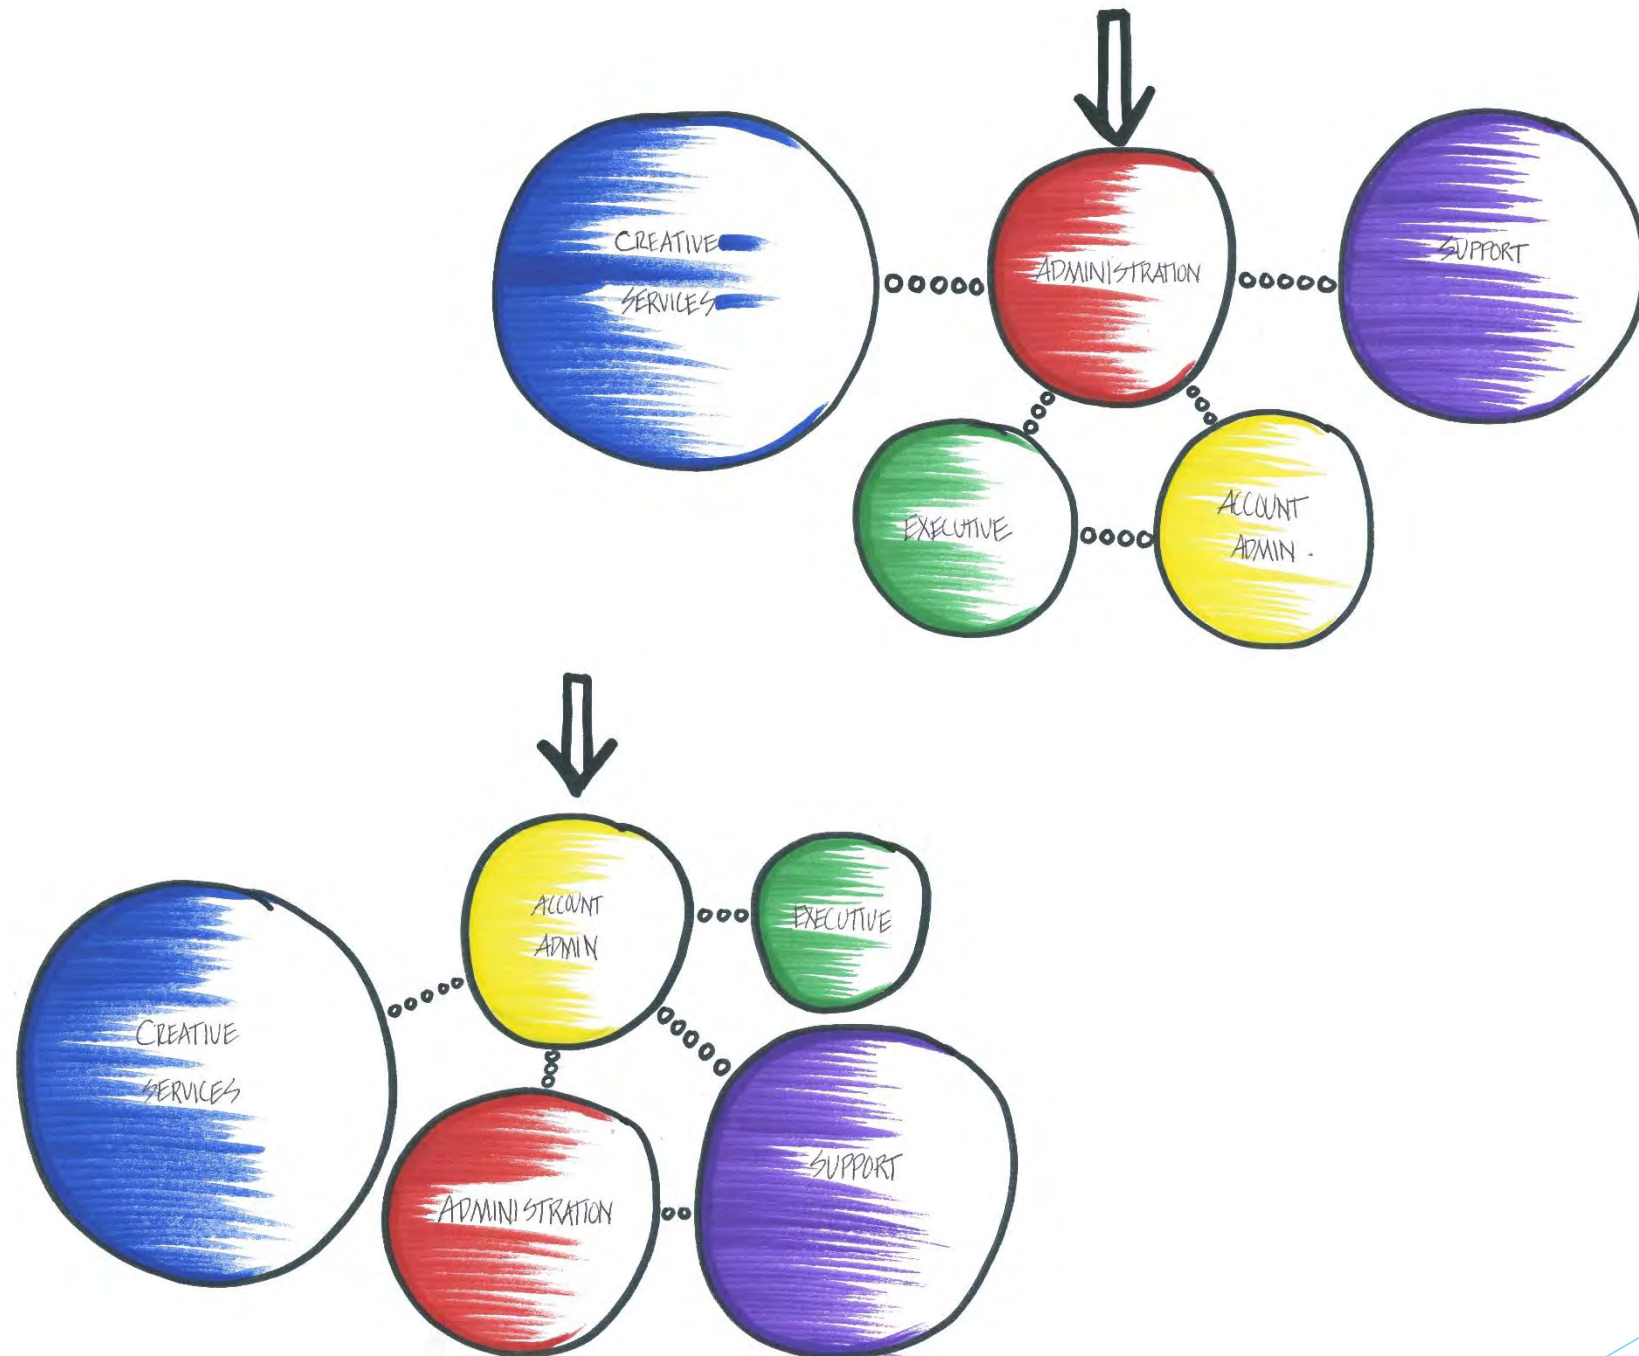 CREATIVE
SERVICES
ADMINISTRATION
SUPPORT
EXECUTIVE
ACCOUNT
ADMIN.
ACCOUNT
ADMIN
EXECUTIVE
CREATIVE
SERVICES
ADMINISTRATION
SUPPORT